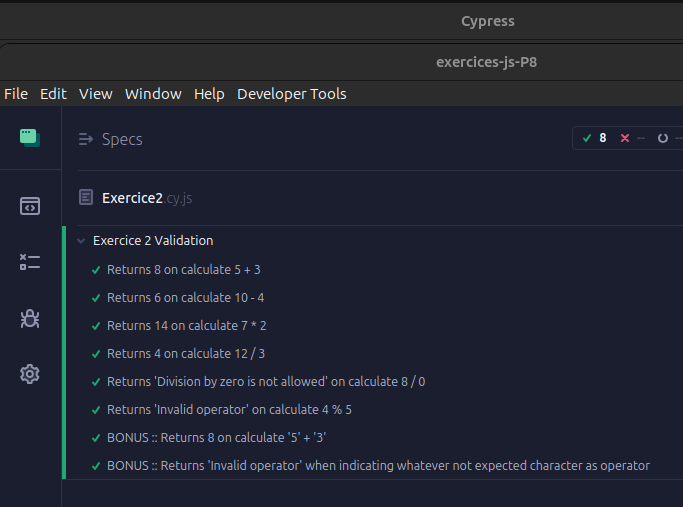 Cypress
exercices-js-P8
File Edit View Window Help Developer Tools
Specs
8 -- --
Exercice2.cy.js
Exercice 2 Validation
Returns 8 on calculate 5 + 3
Returns 6 on calculate 10 - 4
Returns 14 on calculate 7 * 2
Returns 4 on calculate 12 / 3
Returns 'Division by zero is not allowed' on calculate 8 / 0
Returns 'Invalid operator' on calculate 4 % 5
BONUS :: Returns 8 on calculate '5' + '3'
BONUS :: Returns 'Invalid operator' when indicating whatever not expected character as operator